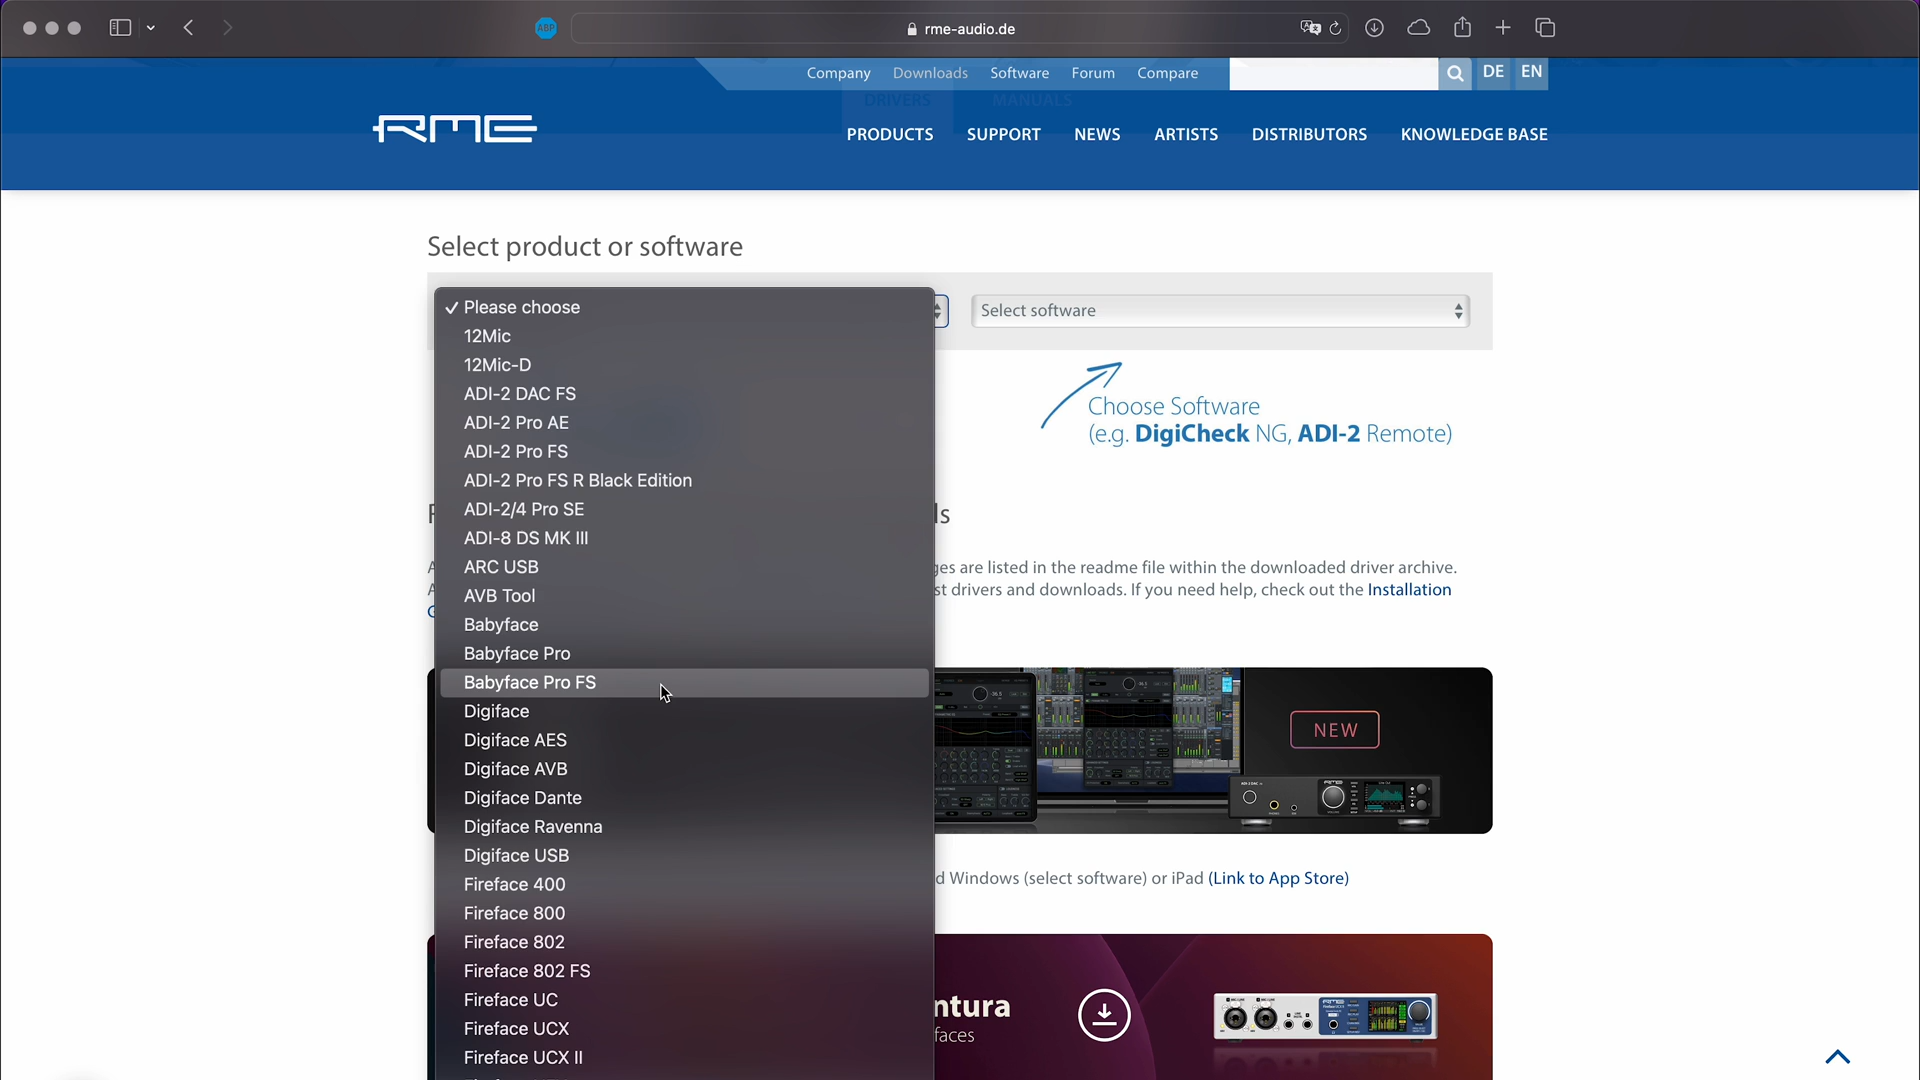 ABP
rme-audio.de
Company Downloads Software Forum Compare
DE EN
DRIVERS MANUALS
RME
PRODUCTS SUPPORT NEWS ARTISTS DISTRIBUTORS KNOWLEDGE BASE
Select product or software
✓ Please choose
Select software
12Mic
12Mic-D
ADI-2 DAC FS
ADI-2 Pro AE
ADI-2 Pro FS
ADI-2 Pro FS R Black Edition
ADI-2/4 Pro SE
ADI-8 DS MK III
ARC USB
AVB Tool
Babyface
Babyface Pro
Babyface Pro FS
Digiface
Digiface AES
Digiface AVB
Digiface Dante
Digiface Ravenna
Digiface USB
Fireface 400
Fireface 800
Fireface 802
Fireface 802 FS
Fireface UC
Fireface UCX
Fireface UCX II
Choose Software
(e.g. DigiCheck NG, ADI-2 Remote)
ls
ges are listed in the readme file within the downloaded driver archive.
st drivers and downloads. If you need help, check out the Installation
NEW
d Windows (select software) or iPad (Link to App Store)
ntura
faces